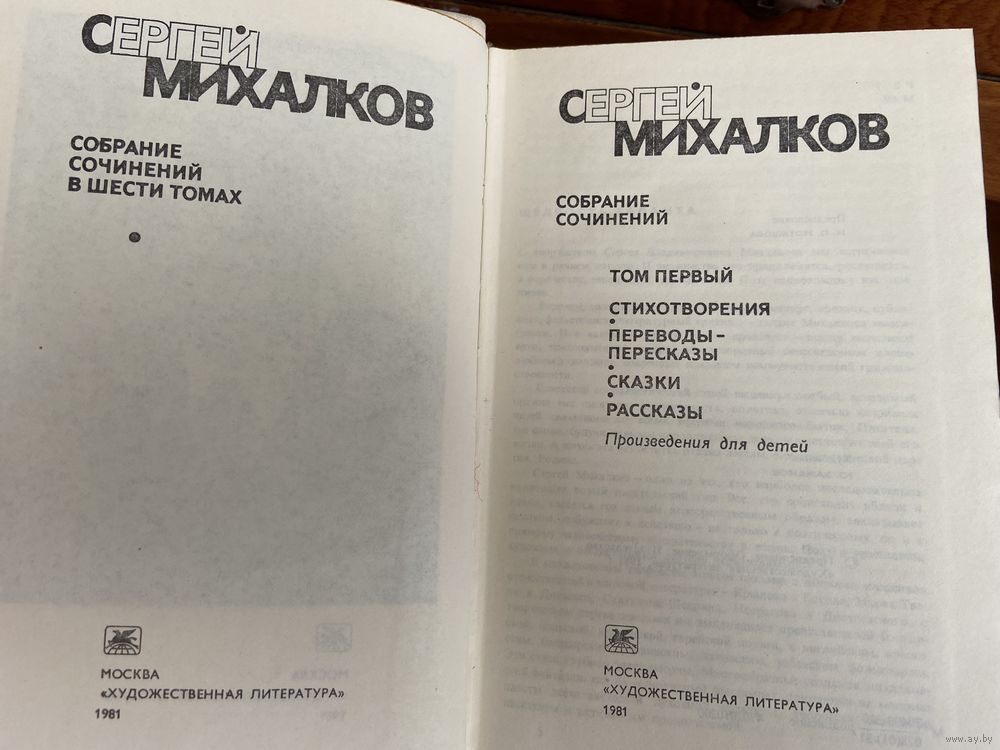 СЕРГЕЙ
МИХАЛКОВ
СОБРАНИЕ
СОЧИНЕНИЙ
В ШЕСТИ ТОМАХ
МОСКВА
«ХУДОЖЕСТВЕННАЯ ЛИТЕРАТУРА»
1981
СЕРГЕЙ
МИХАЛКОВ
СОБРАНИЕ
СОЧИНЕНИЙ
ТОМ ПЕРВЫЙ
СТИХОТВОРЕНИЯ
•
ПЕРЕВОДЫ–
ПЕРЕСКАЗЫ
•
СКАЗКИ
•
РАССКАЗЫ
Произведения для детей
МОСКВА
«ХУДОЖЕСТВЕННАЯ ЛИТЕРАТУРА»
1981
www.ay.by